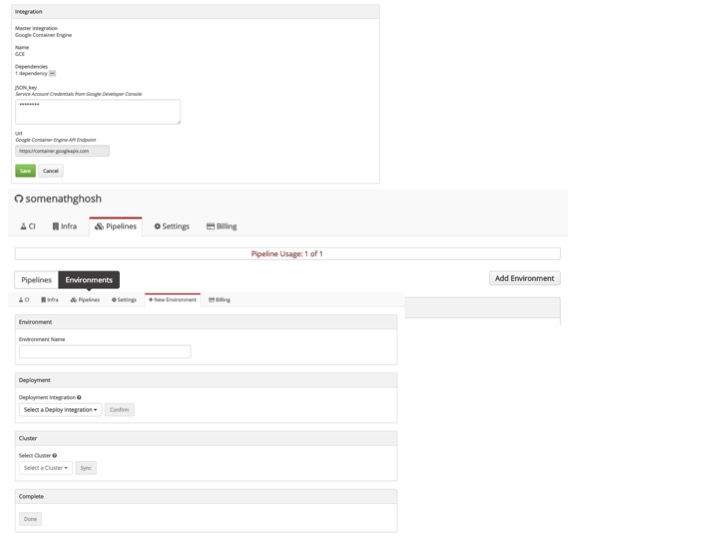 Integration
Master Integration
Google Container Engine
Name
GCE
Dependencies
1 dependency
JSON_key
Service Account Credentials from Google Developer Console
********
Url
Google Container Engine API Endpoint
https://container.googleapis.com
Save Cancel
somenathghosh
CI Infra Pipelines Settings Billing
Pipeline Usage: 1 of 1
Pipelines Environments Add Environment
CI Infra Pipelines Settings + New Environment Billing
Environment
Environment Name
Deployment
Deployment Integration
Select a Deploy Integration Confirm
Cluster
Select Cluster
Select a Cluster Sync
Complete
Done